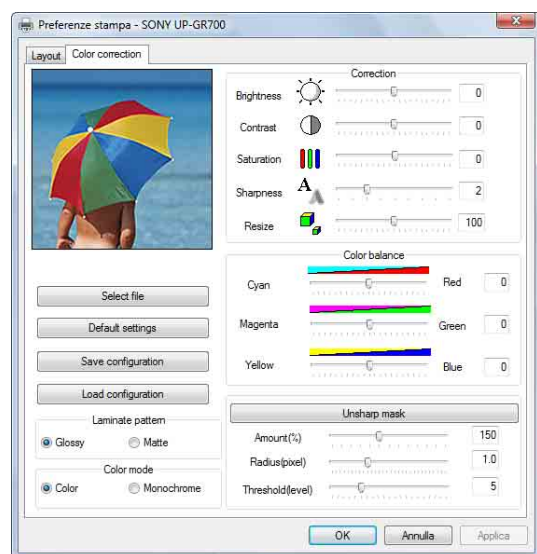 Preferenze stampa - SONY UP-GR700
Layout Color correction
Correction
Brightness 0
Contrast 0
Saturation 0
Sharpness A A 2
Resize 100
Color balance
Cyan Red 0
Magenta Green 0
Yellow Blue 0
Select file
Default settings
Save configuration
Load configuration
Laminate pattern
Glossy Matte
Color mode
Color Monochrome
Unsharp mask
Amount(%) 150
Radius(pixel) 1.0
Threshold(level) 5
OK Annulla Applica